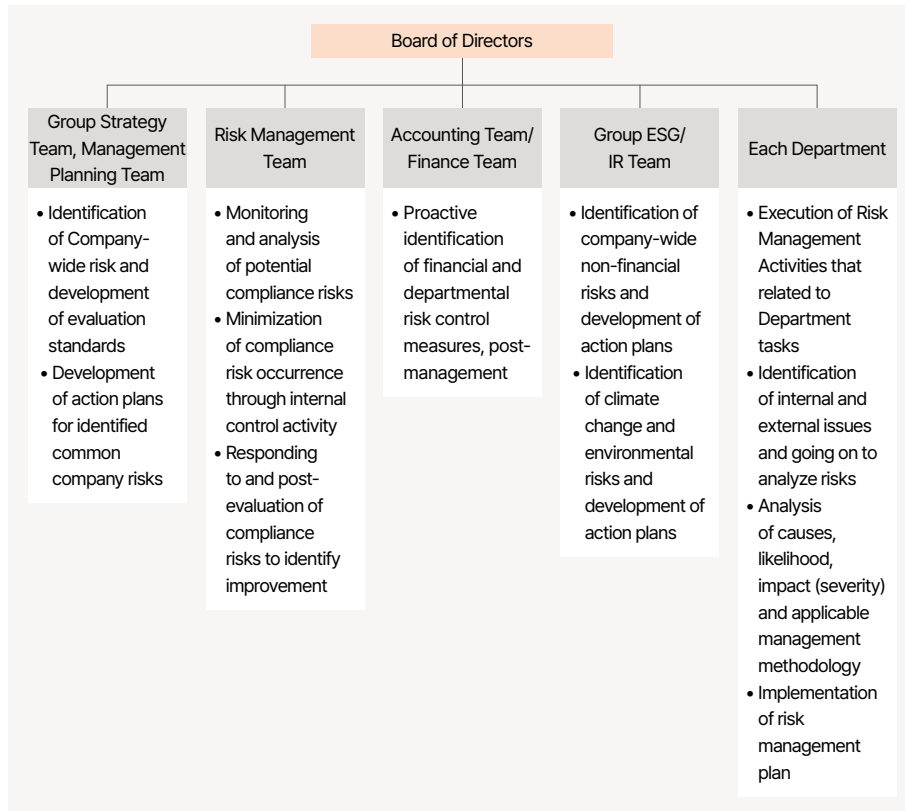 Board of Directors
Group Strategy
Team, Management
Planning Team
• Identification
of Company-
wide risk and
development
of evaluation
standards
• Development
of action plans
for identified
common
company risks
Risk Management
Team
• Monitoring
and analysis
of potential
compliance risks
• Minimization
of compliance
risk occurrence
through internal
control activity
• Responding
to and post-
evaluation of
compliance
risks to identify
improvement
Accounting Team/
Finance Team
• Proactive
identification
of financial and
departmental
risk control
measures, post-
management
Group ESG/
IR Team
• Identification of
company-wide
non-financial
risks and
development of
action plans
• Identification
of climate
change and
environmental
risks and
development of
action plans
Each Department
• Execution of Risk
Management
Activities that
related to
Department
tasks
• Identification
of internal and
external issues
and going on to
analyze risks
• Analysis
of causes,
likelihood,
impact (severity)
and applicable
management
methodology
• Implementation
of risk
management
plan